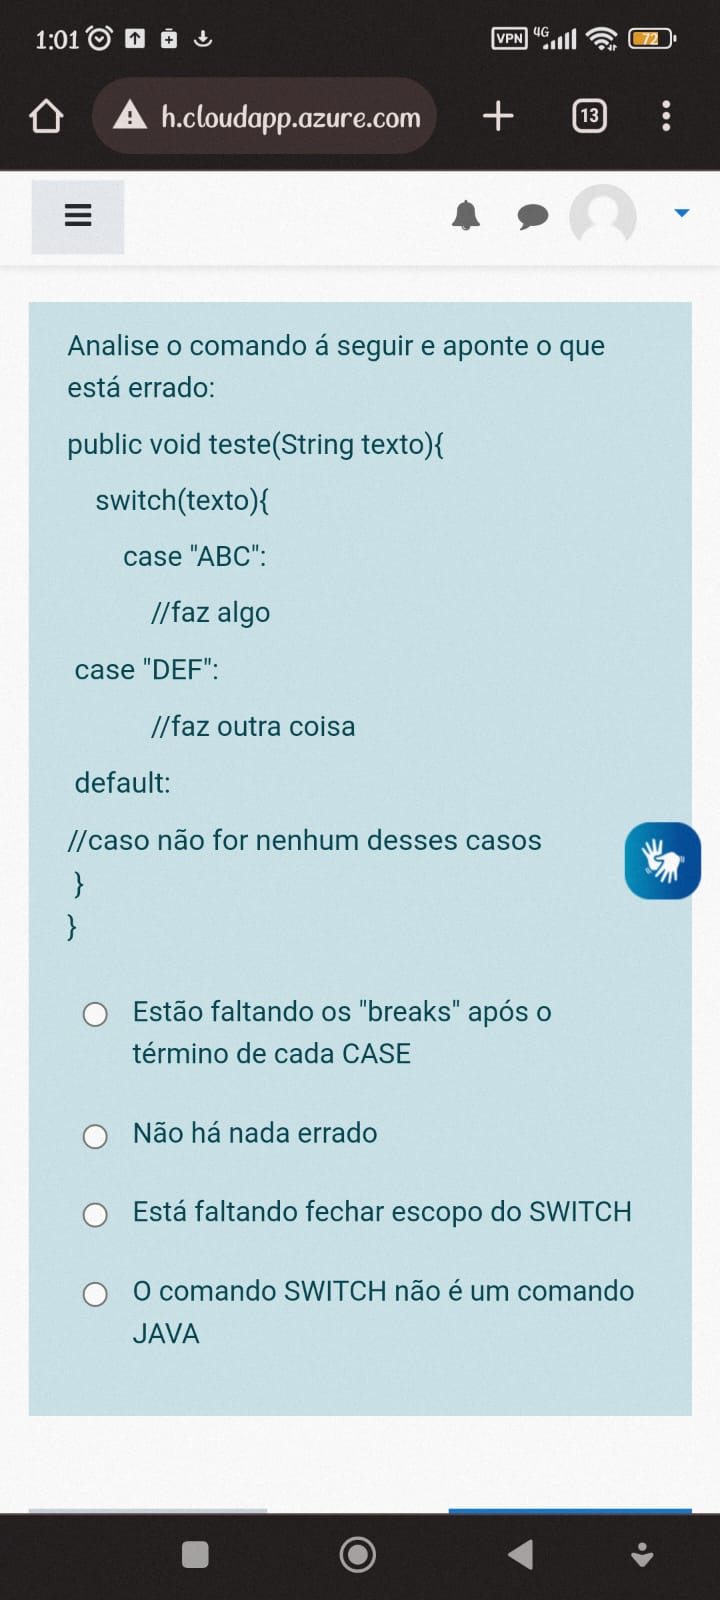 1:01
VPN 4G 72
h.cloudapp.azure.com
13
Analise o comando á seguir e aponte o que
está errado:
public void teste(String texto){
switch(texto){
case "ABC":
//faz algo
case "DEF":
//faz outra coisa
default:
//caso não for nenhum desses casos
}
}
Estão faltando os "breaks" após o
término de cada CASE
Não há nada errado
Está faltando fechar escopo do SWITCH
O comando SWITCH não é um comando
JAVA